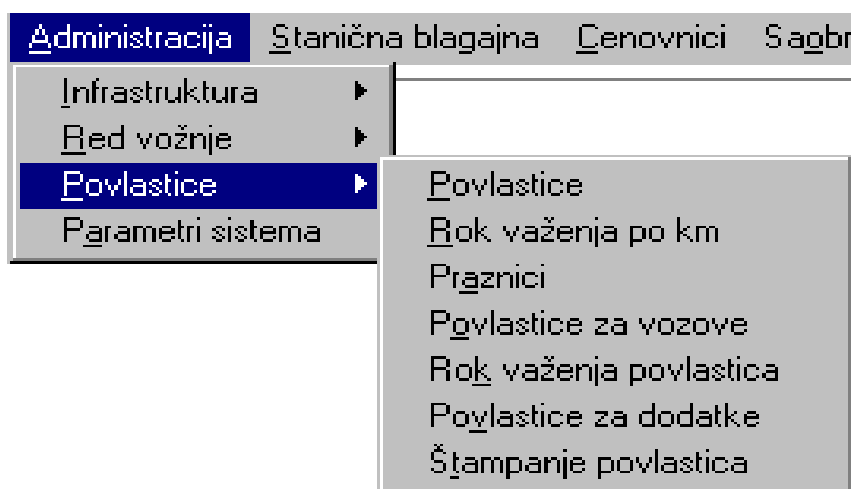 Administracija Stanična blagajna Cenovnici Saobr
Infrastruktura
Red vožnje
Povlastice
Parametri sistema
Povlastice
Rok važenja po km
Praznici
Povlastice za vozove
Rok važenja povlastica
Povlastice za dodatke
Štampanje povlastica